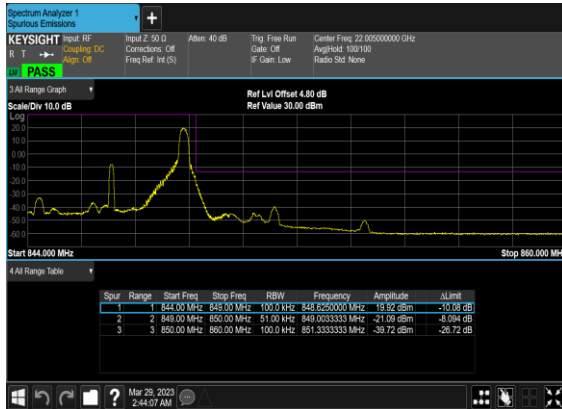 Spectrum Analyzer 1
Spurious Emissions
+
KEYSIGHT Input: RF Input Z: 50 Ω Atten: 40 dB Trig: Free Run Center Freq: 22.005000000 GHz
R T Coupling: DC Corrections: Off Gate: Off Avg|Hold: 100/100
Align: Off Freq Ref: Int (S) IF Gain: Low Radio Std: None
PASS
3 All Range Graph
Ref Lvl Offset 4.80 dB
Scale/Div 10.0 dB Ref Value 30.00 dBm
Log
20.0
10.0
0.00
-10.0
-20.0
-30.0
-40.0
-50.0
-60.0
Start 844.000 MHz Stop 860.000 MHz
4 All Range Table
Spur Range Start Freq Stop Freq RBW Frequency Amplitude ΔLimit
1 1 844.00 MHz 849.00 MHz 100.0 kHz 848.6250000 MHz 19.92 dBm -10.08 dB
2 2 849.00 MHz 850.00 MHz 51.00 kHz 849.0033333 MHz -21.09 dBm -8.094 dB
3 3 850.00 MHz 860.00 MHz 100.0 kHz 851.3333333 MHz -39.72 dBm -26.72 dB
? Mar 29, 2023
2:44:07 AM